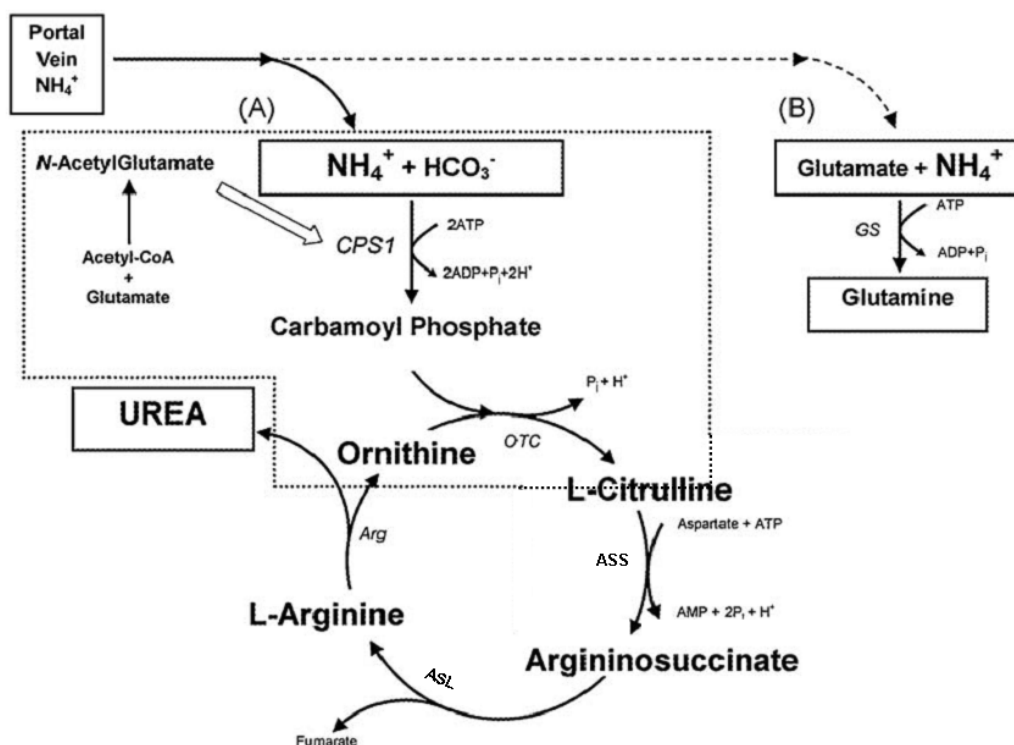 Portal
Vein
NH₄⁺
(A)
(B)
N-AcetylGlutamate
NH₄⁺ + HCO₃⁻
Glutamate + NH₄⁺
CPS1
2ATP
2ADP+Pᵢ+2H⁺
GS
ATP
ADP+Pᵢ
Acetyl-CoA
+
Glutamate
Glutamine
Carbamoyl Phosphate
UREA
Pᵢ + H⁺
OTC
Ornithine
L-Citrulline
Arg
Aspartate + ATP
ASS
L-Arginine
AMP + 2Pᵢ + H⁺
Argininosuccinate
ASL
Fumarate